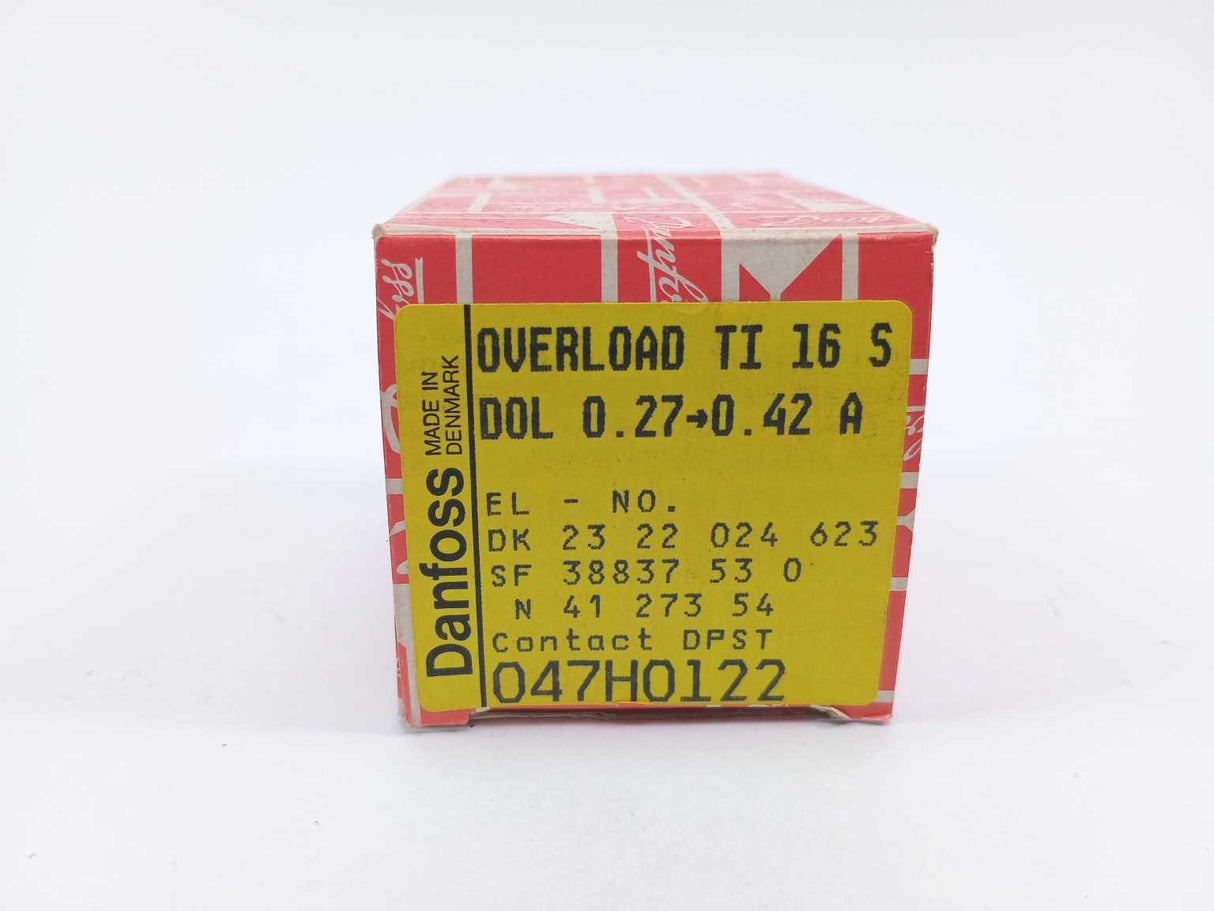 OVERLOAD TI 16 S
DOL 0.27→0.42 A
EL - NO.
DK 23 22 024 623
SF 38837 53 0
N 41 273 54
Contact DPST
047H0122
Danfoss
MADE IN
DENMARK